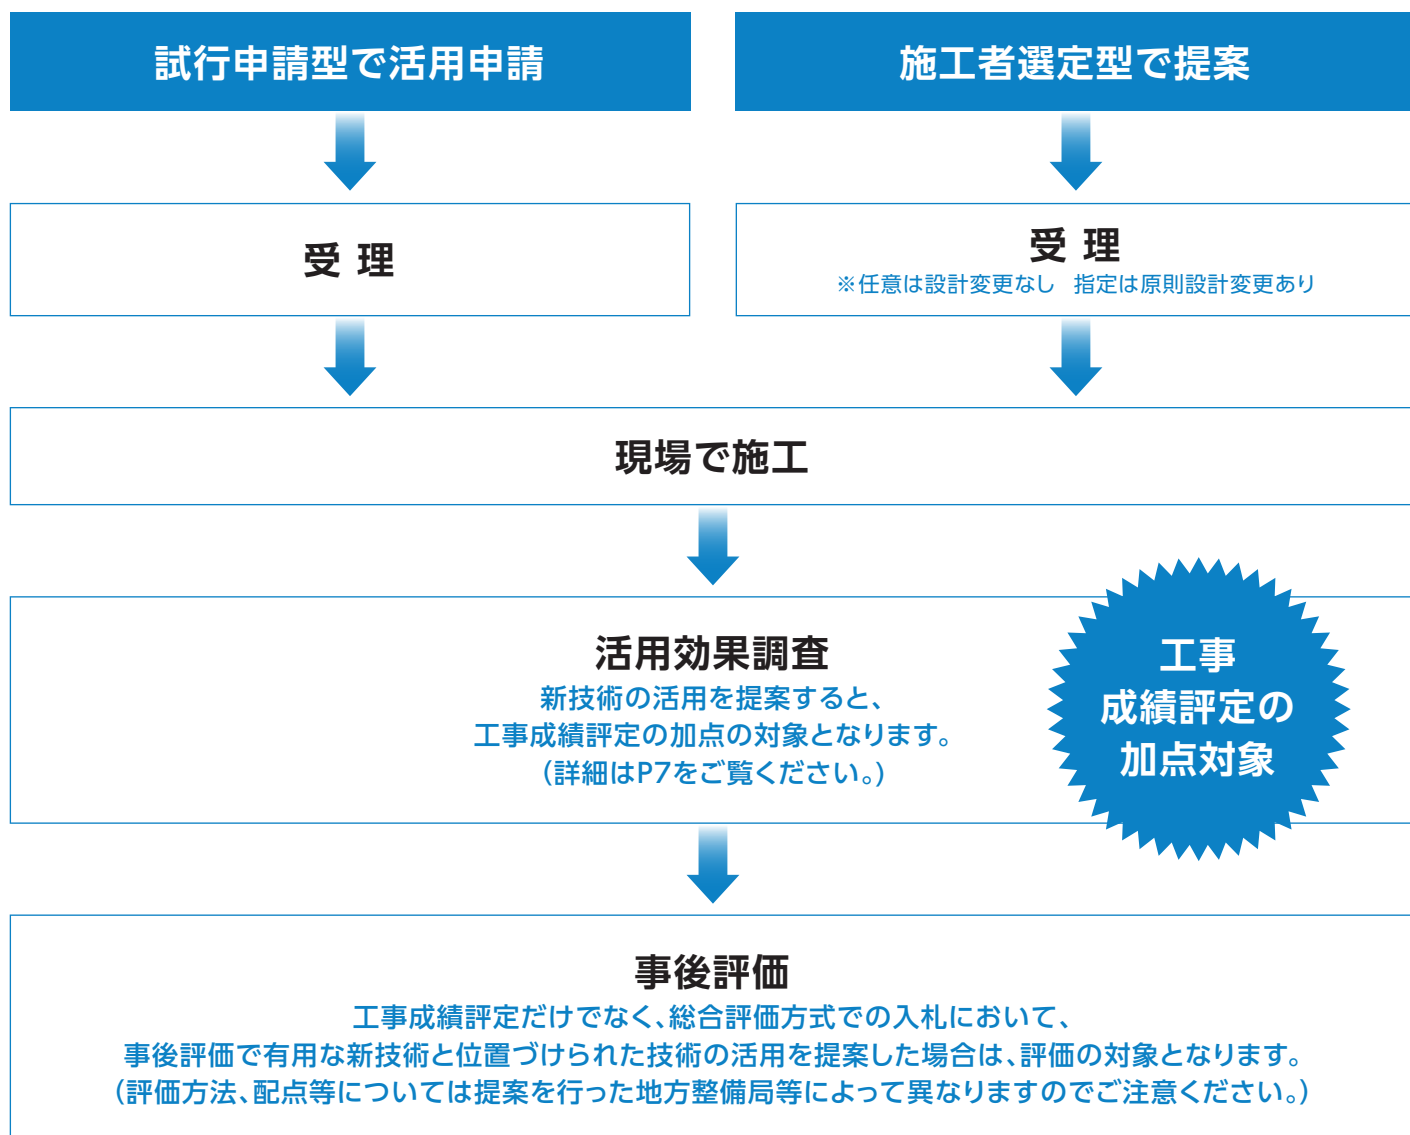 試行申請型で活用申請
施工者選定型で提案
受 理
受 理
※任意は設計変更なし 指定は原則設計変更あり
現場で施工
活用効果調査
新技術の活用を提案すると、
工事成績評定の加点の対象となります。
（詳細はP7をご覧ください。）
工事
成績評定の
加点対象
事後評価
工事成績評定だけでなく、総合評価方式での入札において、
事後評価で有用な新技術と位置づけられた技術の活用を提案した場合は、評価の対象となります。
（評価方法、配点等については提案を行った地方整備局等によって異なりますのでご注意ください。）